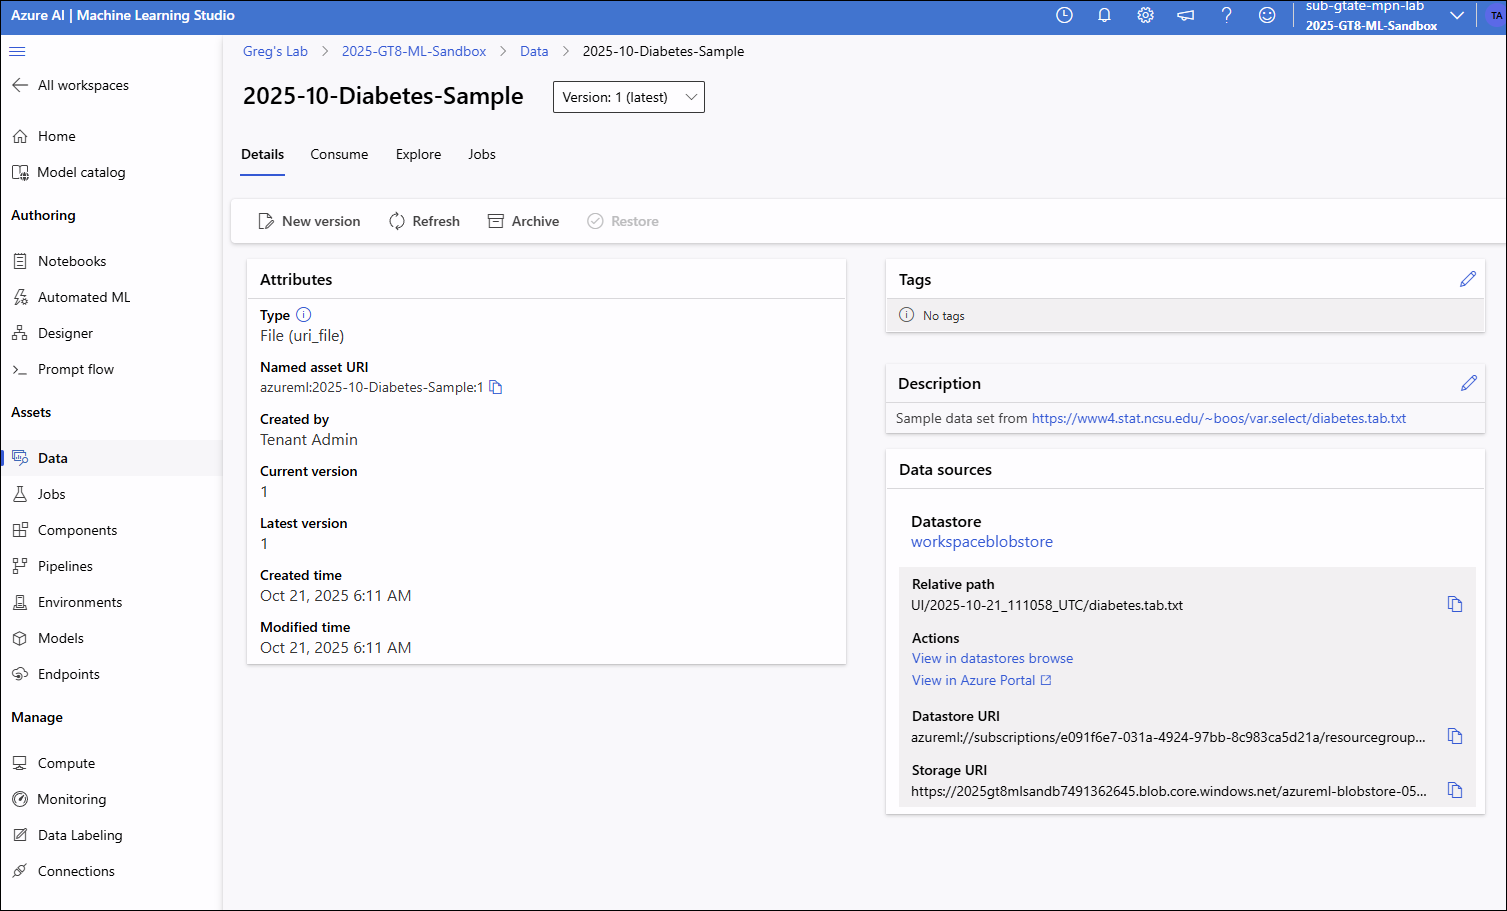 Azure AI | Machine Learning Studio
sub-gtate-mpn-lab
2025-GT8-ML-Sandbox
TA
All workspaces
Home
Model catalog
Authoring
Notebooks
Automated ML
Designer
Prompt flow
Assets
Data
Jobs
Components
Pipelines
Environments
Models
Endpoints
Manage
Compute
Monitoring
Data Labeling
Connections
Greg's Lab > 2025-GT8-ML-Sandbox > Data > 2025-10-Diabetes-Sample
2025-10-Diabetes-Sample
Version: 1 (latest)
Details Consume Explore Jobs
New version Refresh Archive Restore
Attributes
Type
File (uri_file)
Named asset URI
azureml:2025-10-Diabetes-Sample:1
Created by
Tenant Admin
Current version
1
Latest version
1
Created time
Oct 21, 2025 6:11 AM
Modified time
Oct 21, 2025 6:11 AM
Tags
No tags
Description
Sample data set from https://www4.stat.ncsu.edu/~boos/var.select/diabetes.tab.txt
Data sources
Datastore
workspaceblobstore
Relative path
UI/2025-10-21_111058_UTC/diabetes.tab.txt
Actions
View in datastores browse
View in Azure Portal
Datastore URI
azureml://subscriptions/e091f6e7-031a-4924-97bb-8c983ca5d21a/resourcegroup...
Storage URI
https://2025gt8mlsandb7491362645.blob.core.windows.net/azureml-blobstore-05...